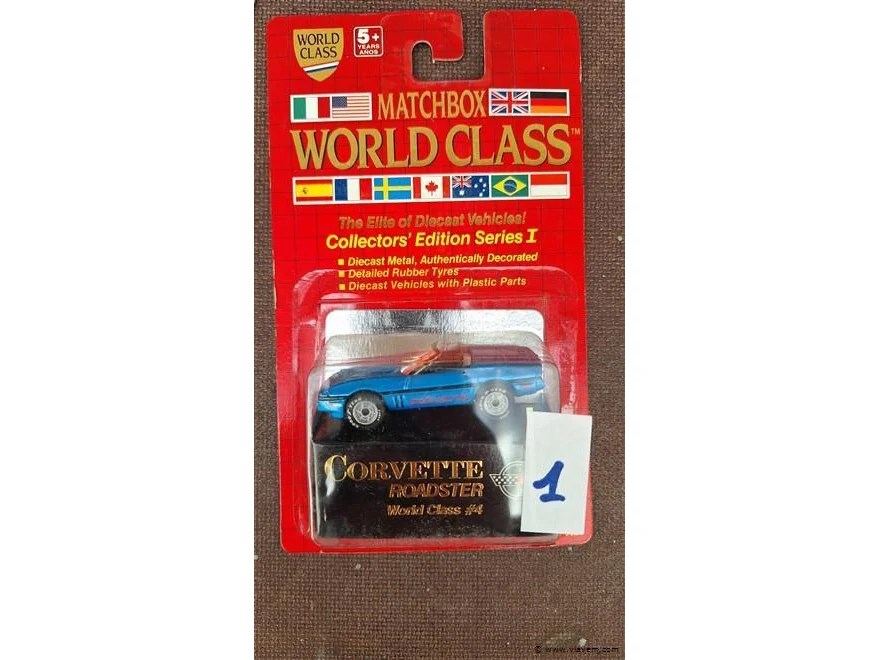 WORLD
CLASS
5+
YEARS
AÑOS
MATCHBOX
WORLD CLASS™
The Elite of Diecast Vehicles!
Collectors' Edition Series I
Diecast Metal, Authentically Decorated
Detailed Rubber Tyres
Diecast Vehicles with Plastic Parts
CORVETTE
ROADSTER
World Class #4
1
© www.vlavem.com